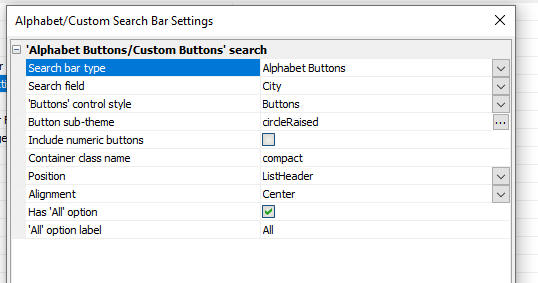 Alphabet/Custom Search Bar Settings
'Alphabet Buttons/Custom Buttons' search
Search bar type Alphabet Buttons
Search field City
'Buttons' control style Buttons
Button sub-theme circleRaised ...
Include numeric buttons
Container class name compact
Position ListHeader
Alignment Center
Has 'All' option
'All' option label All